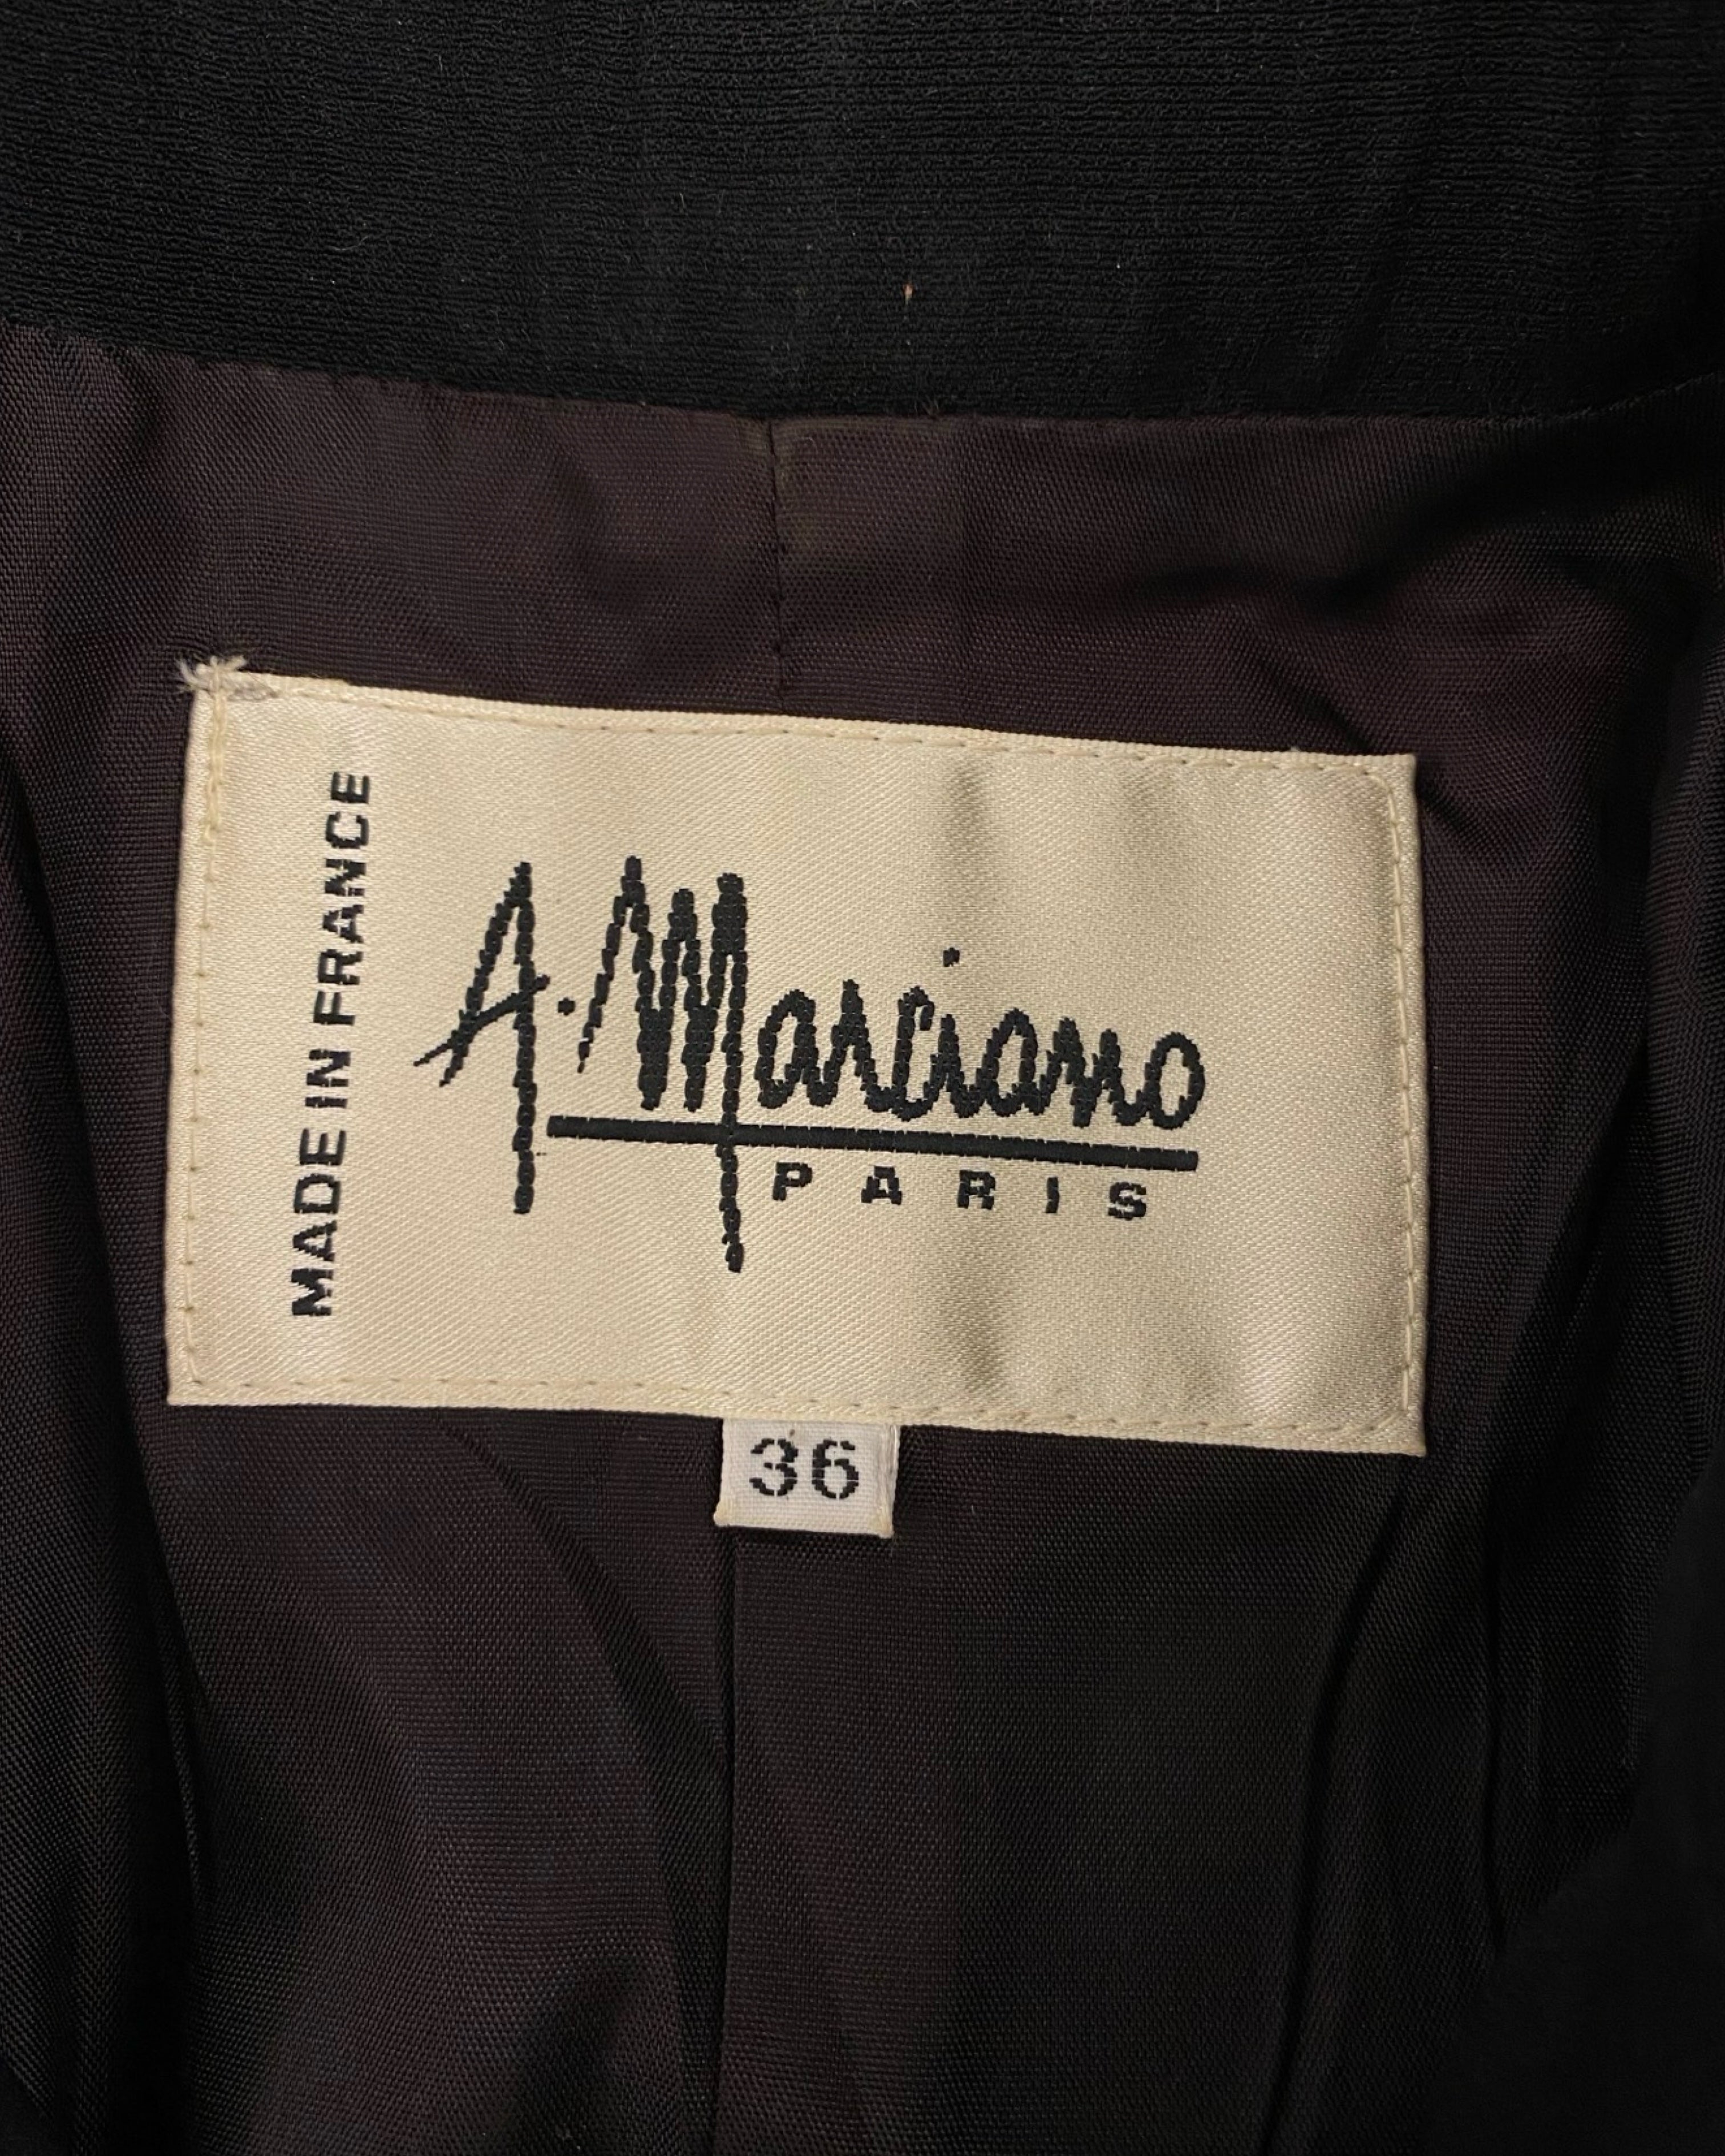 MADE IN FRANCE
A. Marciano
PARIS
36